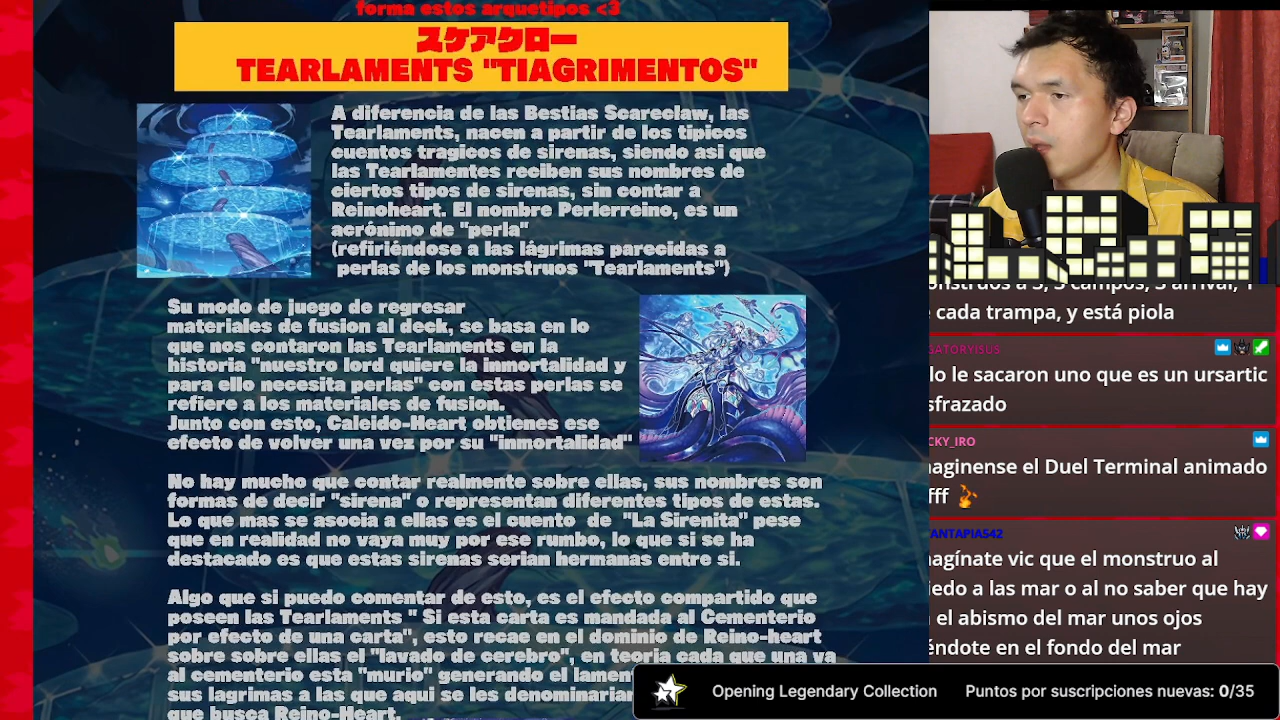 forma estos arquetipos <3
スケアクロー
TEARLAMENTS "TIAGRIMENTOS"
A diferencia de las Bestias Scareclaw, las
Tearlaments, nacen a partir de los tipicos
cuentos tragicos de sirenas, siendo asi que
las Tearlamentes reciben sus nombres de
ciertos tipos de sirenas, sin contar a
Reinoheart. El nombre Perlerreino, es un
acrónimo de "perla"
(refiriéndose a las lágrimas parecidas a
perlas de los monstruos "Tearlaments")
Su modo de juego de regresar
materiales de fusion al deck, se basa en lo
que nos contaron las Tearlaments en la
historia "nuestro lord quiere la inmortalidad y
para ello necesita perlas" con estas perlas se
refiere a los materiales de fusion.
Junto con esto, Caleido-Heart obtienes ese
efecto de volver una vez por su "inmortalidad"
No hay mucho que contar realmente sobre ellas, sus nombres son
formas de decir "sirena" o representan diferentes tipos de estas.
Lo que mas se asocia a ellas es el cuento de "La Sirenita" pese
que en realidad no vaya muy por ese rumbo, lo que si se ha
destacado es que estas sirenas serian hermanas entre si.
Algo que si puedo comentar de esto, es el efecto compartido que
poseen las Tearlaments " Si esta carta es mandada al Cementerio
por efecto de una carta", esto recae en el dominio de Reino-heart
sobre sobre ellas el "lavado de cerebro", en teoria cada que una va
al cementerio esta "murio" generando el lamen
sus lagrimas a las que aqui se les denominariar
que busca Reino-Heart.
cada trampa, y está piola
GATORYISUS
lo le sacaron uno que es un ursartic
sfrazado
CKY_IRO
naginense el Duel Terminal animado
fff
TANTAPIA542
nagínate vic que el monstruo al
iedo a las mar o al no saber que hay
el abismo del mar unos ojos
éndote en el fondo del mar
Opening Legendary Collection
Puntos por suscripciones nuevas: 0/35